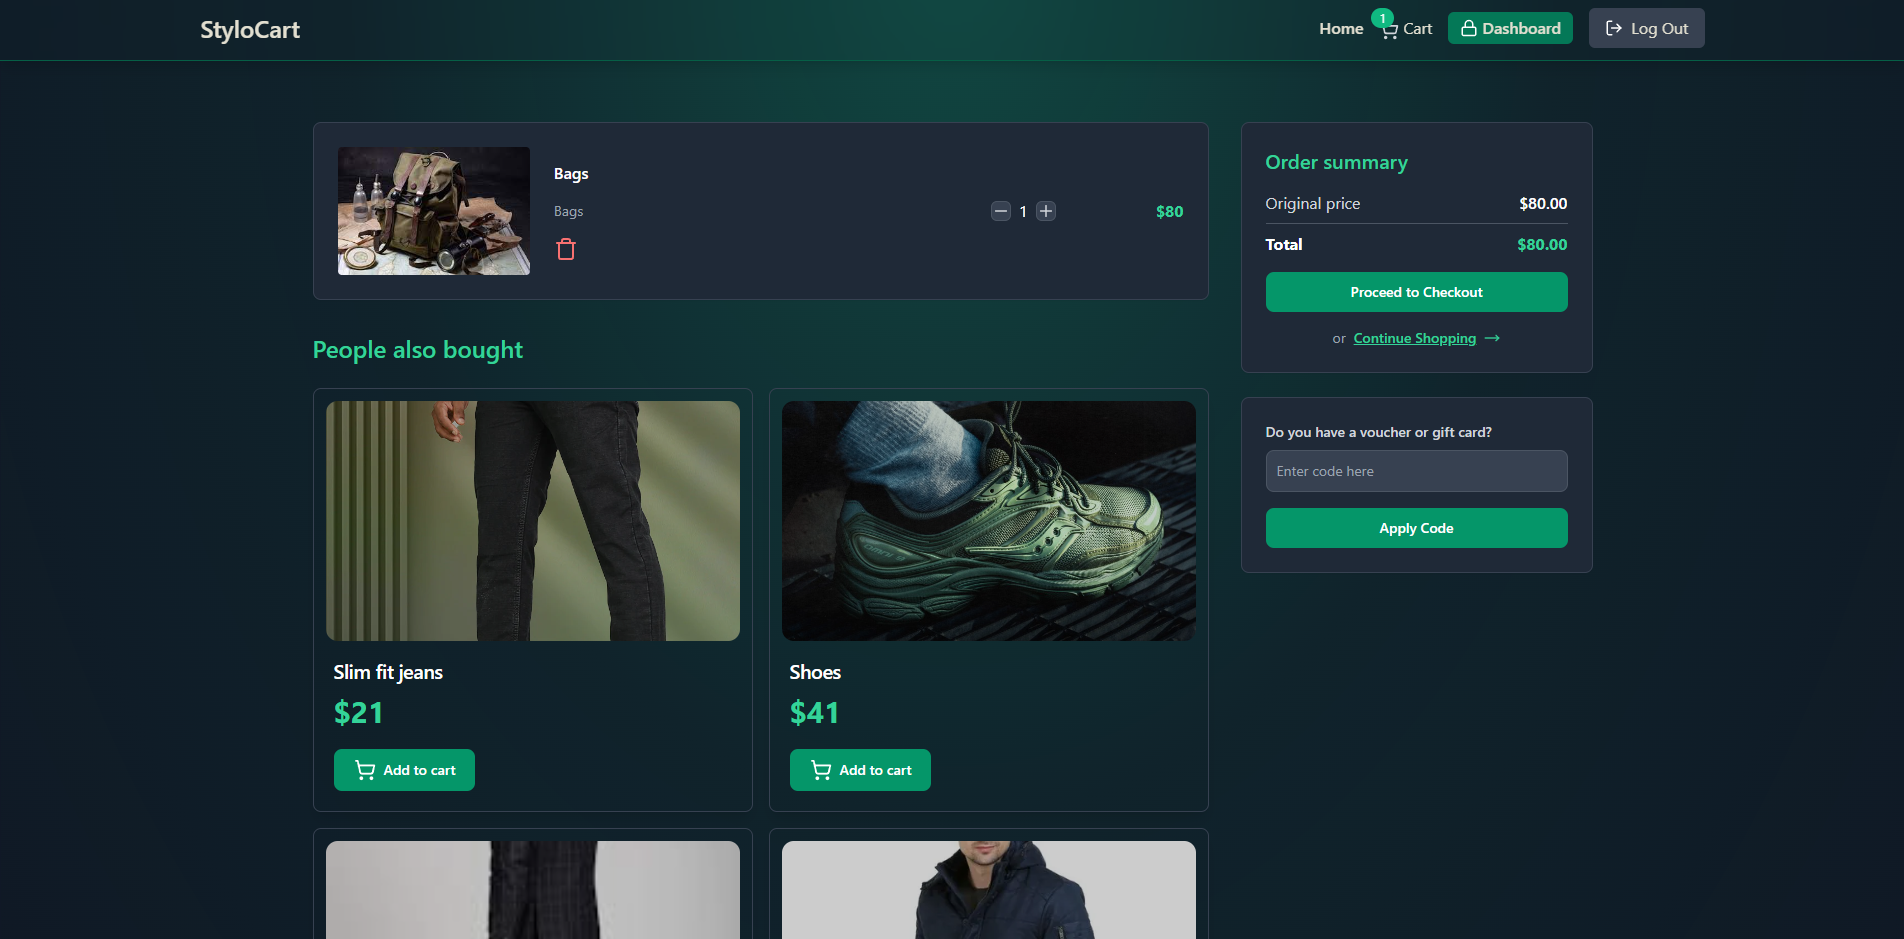 StyloCart
Home 1 Cart Dashboard Log Out
Bags
Bags
1
$80
Order summary
Original price $80.00
Total $80.00
Proceed to Checkout
or Continue Shopping →
Do you have a voucher or gift card?
Enter code here
Apply Code
People also bought
Slim fit jeans
$21
Add to cart
Shoes
$41
Add to cart